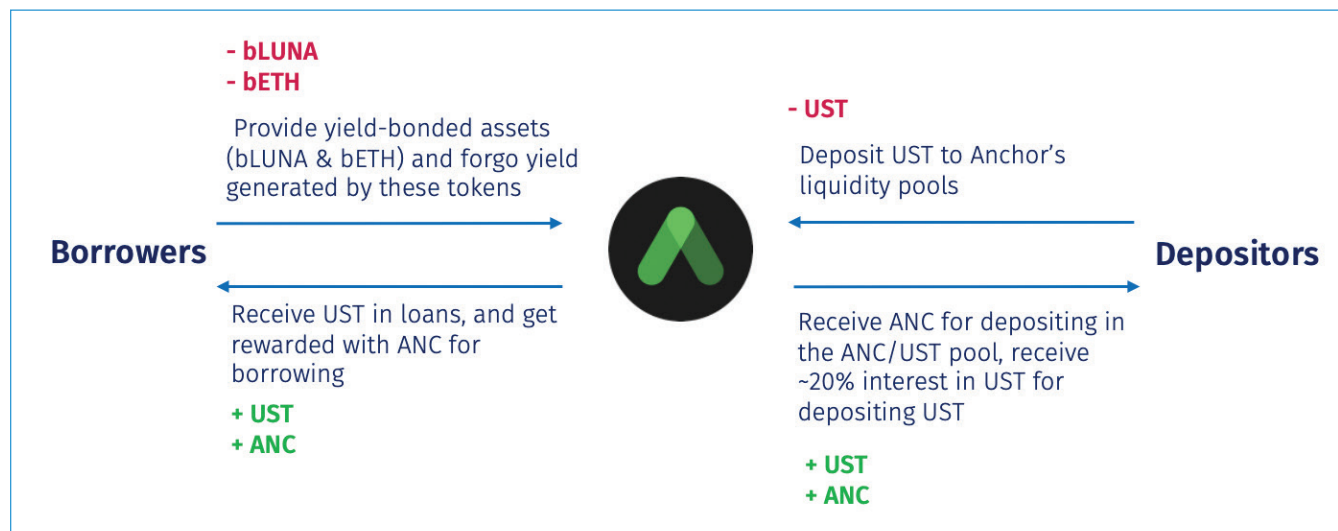 - bLUNA
- bETH
Provide yield-bonded assets
(bLUNA & bETH) and forgo yield
generated by these tokens
Borrowers
Receive UST in loans, and get
rewarded with ANC for
borrowing
+ UST
+ ANC
- UST
Deposit UST to Anchor’s
liquidity pools
Depositors
Receive ANC for depositing in
the ANC/UST pool, receive
~20% interest in UST for
depositing UST
+ UST
+ ANC